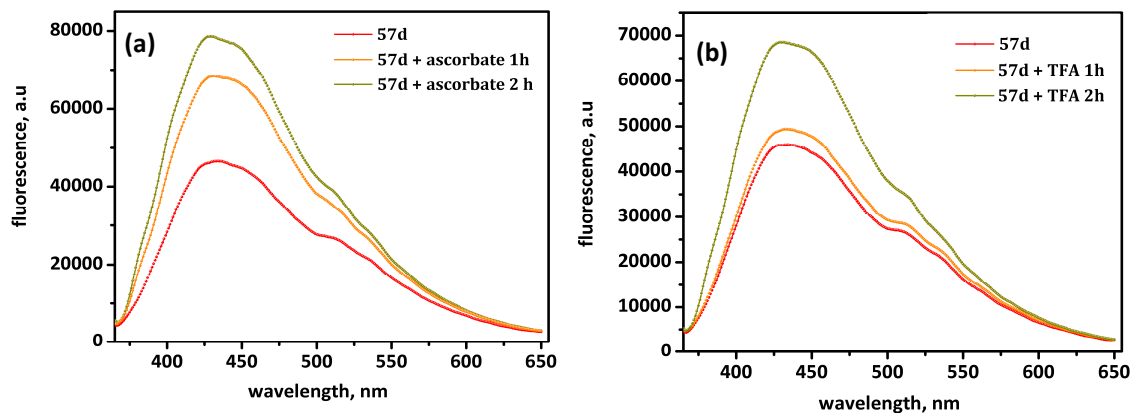 (a)
57d
57d + ascorbate 1h
57d + ascorbate 2 h
fluorescence, a.u
80000
60000
40000
20000
0
400 450 500 550 600 650
wavelength, nm
(b)
57d
57d + TFA 1h
57d + TFA 2h
fluorescence, a.u
70000
60000
50000
40000
30000
20000
10000
0
400 450 500 550 600 650
wavelength, nm